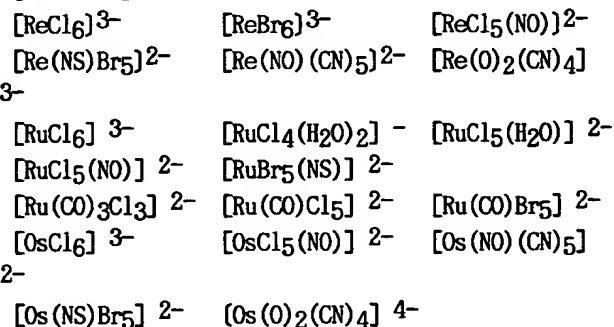 [ReCl6]3- [ReBr6]3- [ReCl5(NO)]2-
[Re(NS)Br5]2- [Re(NO)(CN)5]2- [Re(O)2(CN)4]
3-
[RuCl6] 3- [RuCl4(H2O)2] - [RuCl5(H2O)] 2-
[RuCl5(NO)] 2- [RuBr5(NS)] 2-
[Ru(CO)3Cl3] 2- [Ru(CO)Cl5] 2- [Ru(CO)Br5] 2-
[OsCl6] 3- [OsCl5(NO)] 2- [Os(NO)(CN)5]
2-
[Os(NS)Br5] 2- [Os(O)2(CN)4] 4-